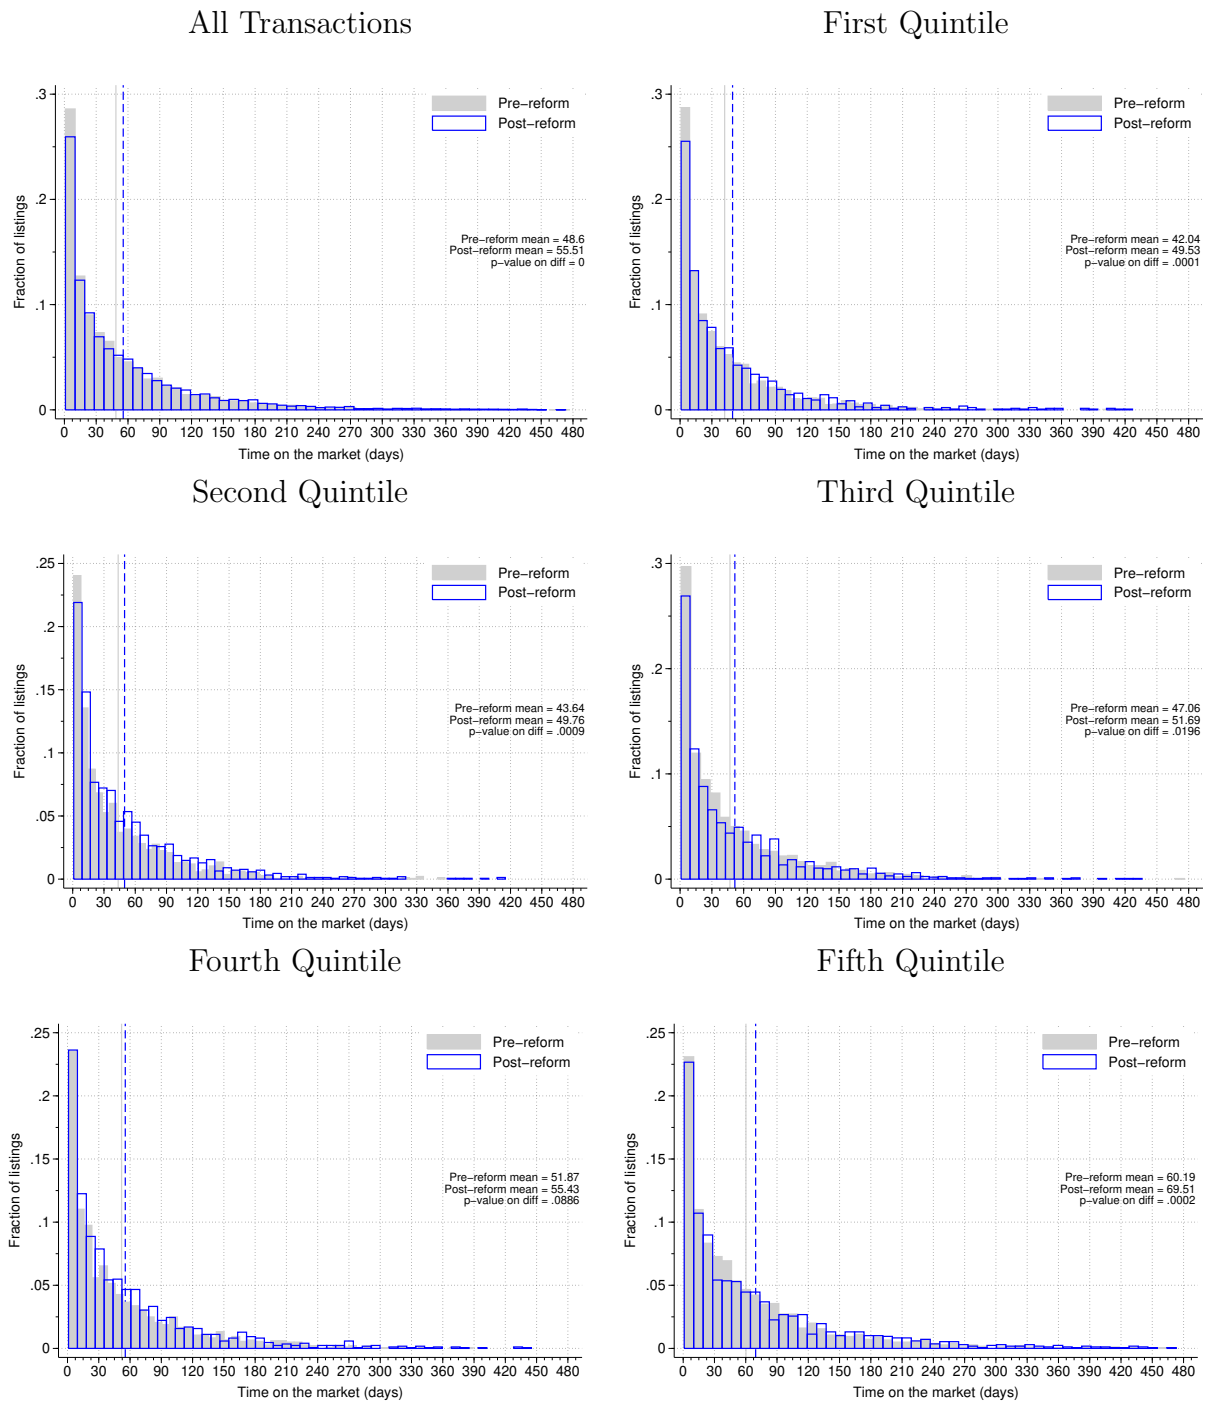 All Transactions
Pre-reform
Post-reform
Fraction of listings
.3
.2
.1
0
Pre-reform mean = 48.6
Post-reform mean = 55.51
p-value on diff = 0
0 30 60 90 120 150 180 210 240 270 300 330 360 390 420 450 480
Time on the market (days)
First Quintile
Pre-reform
Post-reform
Fraction of listings
.3
.2
.1
0
Pre-reform mean = 42.04
Post-reform mean = 49.53
p-value on diff = .0001
0 30 60 90 120 150 180 210 240 270 300 330 360 390 420 450 480
Time on the market (days)
Second Quintile
Pre-reform
Post-reform
Fraction of listings
.25
.2
.15
.1
.05
0
Pre-reform mean = 43.64
Post-reform mean = 49.76
p-value on diff = .0009
0 30 60 90 120 150 180 210 240 270 300 330 360 390 420 450 480
Time on the market (days)
Third Quintile
Pre-reform
Post-reform
Fraction of listings
.3
.2
.1
0
Pre-reform mean = 47.06
Post-reform mean = 51.69
p-value on diff = .0196
0 30 60 90 120 150 180 210 240 270 300 330 360 390 420 450 480
Time on the market (days)
Fourth Quintile
Pre-reform
Post-reform
Fraction of listings
.25
.2
.15
.1
.05
0
Pre-reform mean = 51.87
Post-reform mean = 55.43
p-value on diff = .0886
0 30 60 90 120 150 180 210 240 270 300 330 360 390 420 450 480
Time on the market (days)
Fifth Quintile
Pre-reform
Post-reform
Fraction of listings
.25
.2
.15
.1
.05
0
Pre-reform mean = 60.19
Post-reform mean = 69.51
p-value on diff = .0002
0 30 60 90 120 150 180 210 240 270 300 330 360 390 420 450 480
Time on the market (days)